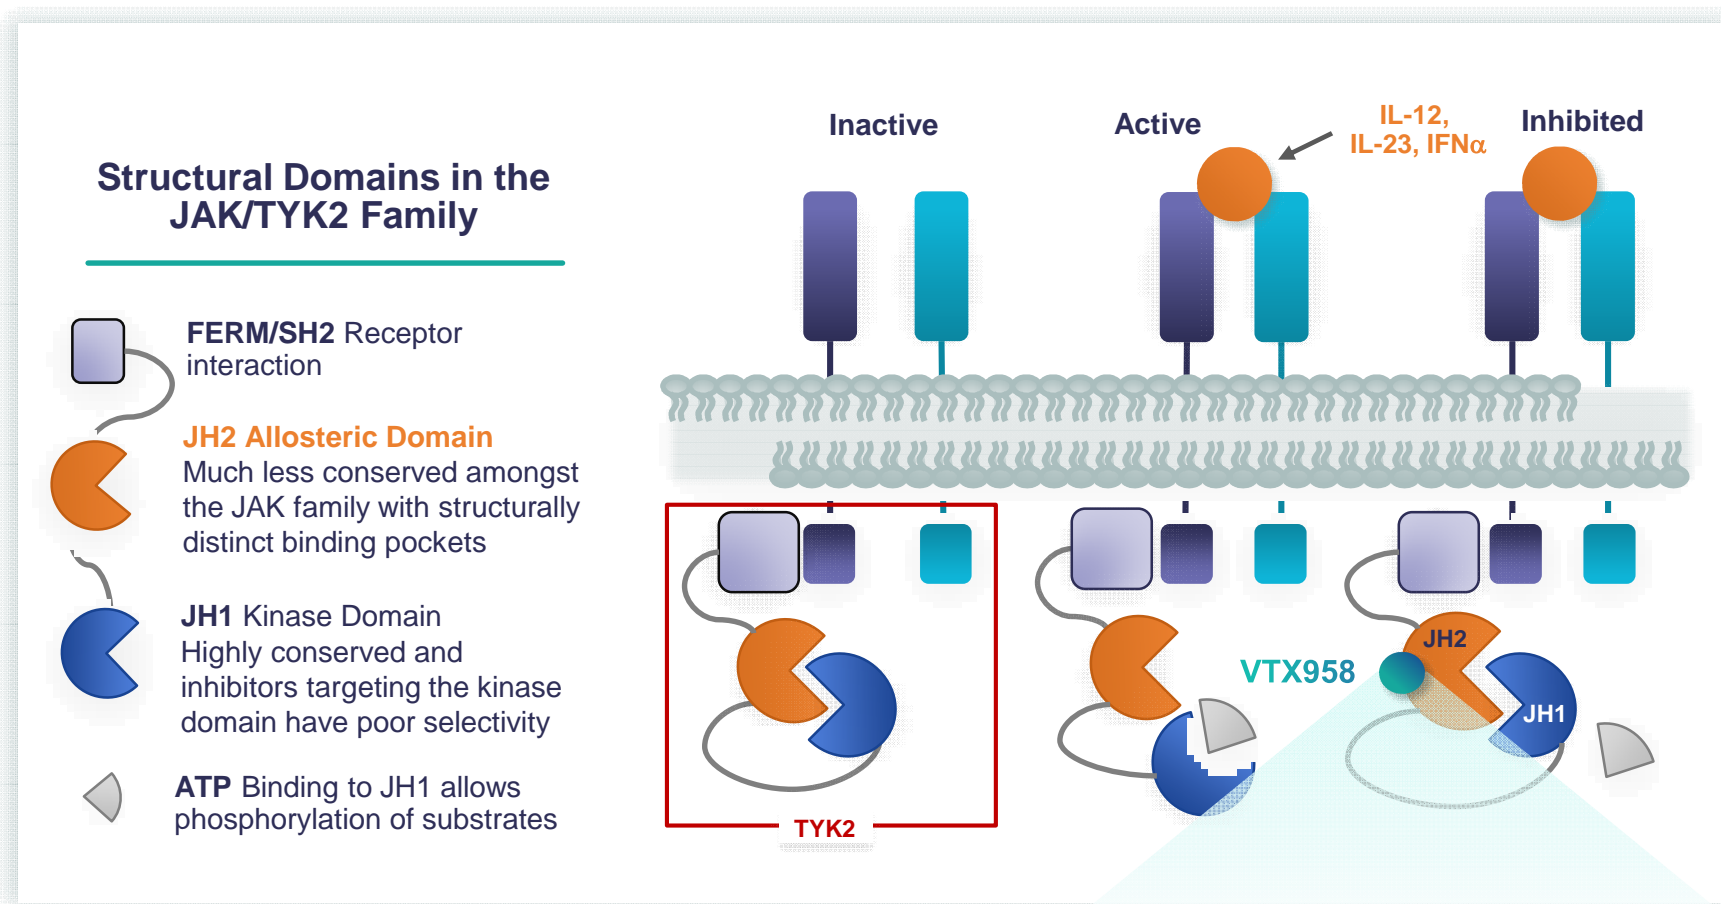 Structural Domains in the
JAK/TYK2 Family
FERM/SH2 Receptor
interaction
JH2 Allosteric Domain
Much less conserved amongst
the JAK family with structurally
distinct binding pockets
JH1 Kinase Domain
Highly conserved and
inhibitors targeting the kinase
domain have poor selectivity
ATP Binding to JH1 allows
phosphorylation of substrates
Inactive
Active
IL-12,
IL-23, IFNα
Inhibited
TYK2
VTX958
JH2
JH1